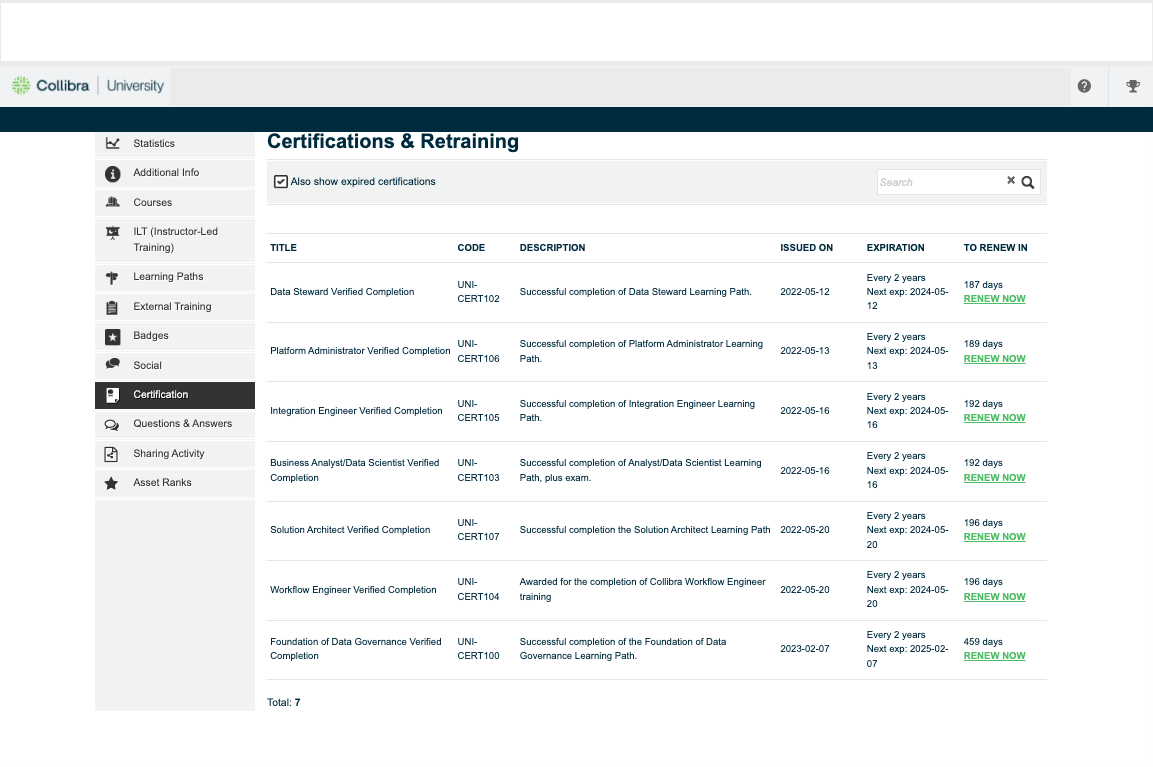 Collibra University
Certifications & Retraining
Statistics
Additional Info
Courses
ILT (Instructor-Led
Training)
Learning Paths
External Training
Badges
Social
Certification
Questions & Answers
Sharing Activity
Asset Ranks
Also show expired certifications
Search
TITLE CODE DESCRIPTION ISSUED ON EXPIRATION TO RENEW IN
Data Steward Verified Completion
UNI-
CERT102
Successful completion of Data Steward Learning Path.
2022-05-12
Every 2 years
Next exp: 2024-05-
12
187 days
RENEW NOW
Platform Administrator Verified Completion
UNI-
CERT106
Successful completion of Platform Administrator Learning
Path.
2022-05-13
Every 2 years
Next exp: 2024-05-
13
189 days
RENEW NOW
Integration Engineer Verified Completion
UNI-
CERT105
Successful completion of Integration Engineer Learning
Path.
2022-05-16
Every 2 years
Next exp: 2024-05-
16
192 days
RENEW NOW
Business Analyst/Data Scientist Verified
Completion
UNI-
CERT103
Successful completion of Analyst/Data Scientist Learning
Path, plus exam.
2022-05-16
Every 2 years
Next exp: 2024-05-
16
192 days
RENEW NOW
Solution Architect Verified Completion
UNI-
CERT107
Successful completion the Solution Architect Learning Path
2022-05-20
Every 2 years
Next exp: 2024-05-
20
196 days
RENEW NOW
Workflow Engineer Verified Completion
UNI-
CERT104
Awarded for the completion of Collibra Workflow Engineer
training
2022-05-20
Every 2 years
Next exp: 2024-05-
20
196 days
RENEW NOW
Foundation of Data Governance Verified
Completion
UNI-
CERT100
Successful completion of the Foundation of Data
Governance Learning Path.
2023-02-07
Every 2 years
Next exp: 2025-02-
07
459 days
RENEW NOW
Total: 7